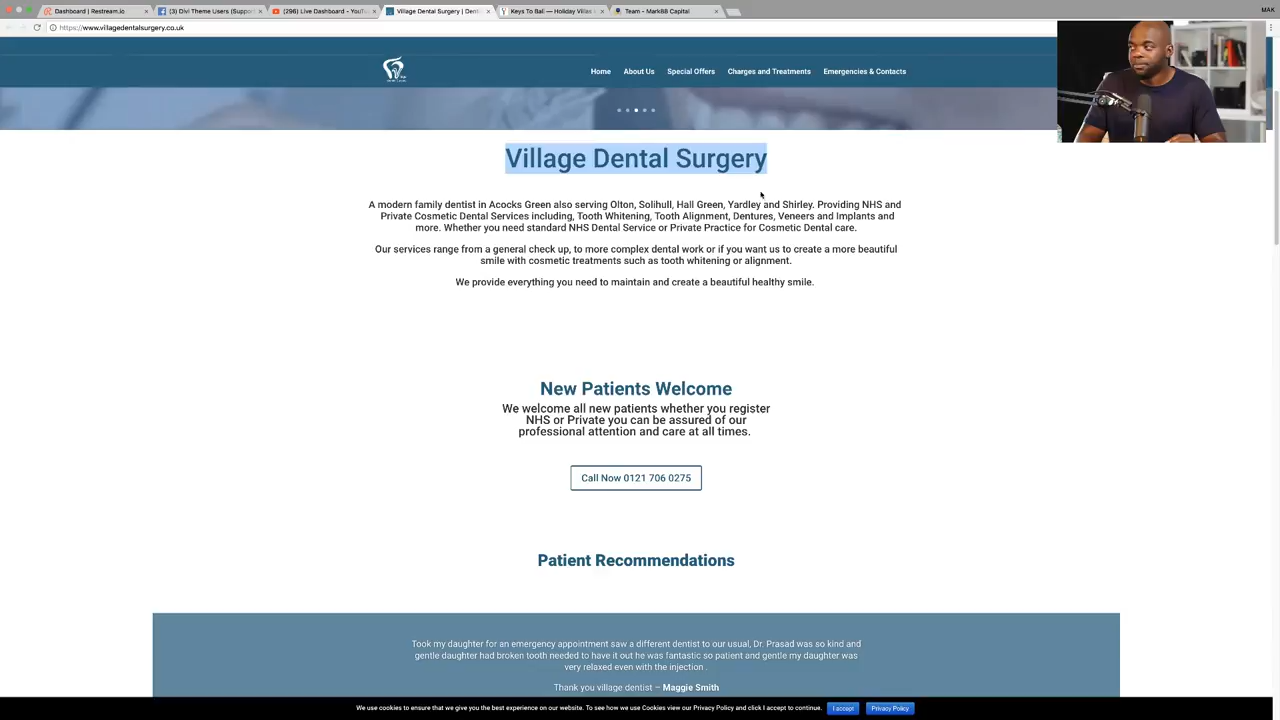 Dashboard | Restream.io
(3) Divi Theme Users (Support
(296) Live Dashboard - YouT
Village Dental Surgery | Dent
Keys To Bali — Holiday Villas
Team - Mark88 Capital
MAK
https://www.villagedentalsurgery.co.uk
Home
About Us
Special Offers
Charges and Treatments
Emergencies & Contacts
Village Dental Surgery
A modern family dentist in Acocks Green also serving Olton, Solihull, Hall Green, Yardley and Shirley. Providing NHS and
Private Cosmetic Dental Services including, Tooth Whitening, Tooth Alignment, Dentures, Veneers and Implants and
more. Whether you need standard NHS Dental Service or Private Practice for Cosmetic Dental care.
Our services range from a general check up, to more complex dental work or if you want us to create a more beautiful
smile with cosmetic treatments such as tooth whitening or alignment.
We provide everything you need to maintain and create a beautiful healthy smile.
New Patients Welcome
We welcome all new patients whether you register
NHS or Private you can be assured of our
professional attention and care at all times.
Call Now 0121 706 0275
Patient Recommendations
Took my daughter for an emergency appointment saw a different dentist to our usual, Dr. Prasad was so kind and
gentle daughter had broken tooth needed to have it out he was fantastic so patient and gentle my daughter was
very relaxed even with the injection .
Thank you village dentist – Maggie Smith
We use cookies to ensure that we give you the best experience on our website. To see how we use Cookies view our Privacy Policy and click I accept to continue.
I accept
Privacy Policy